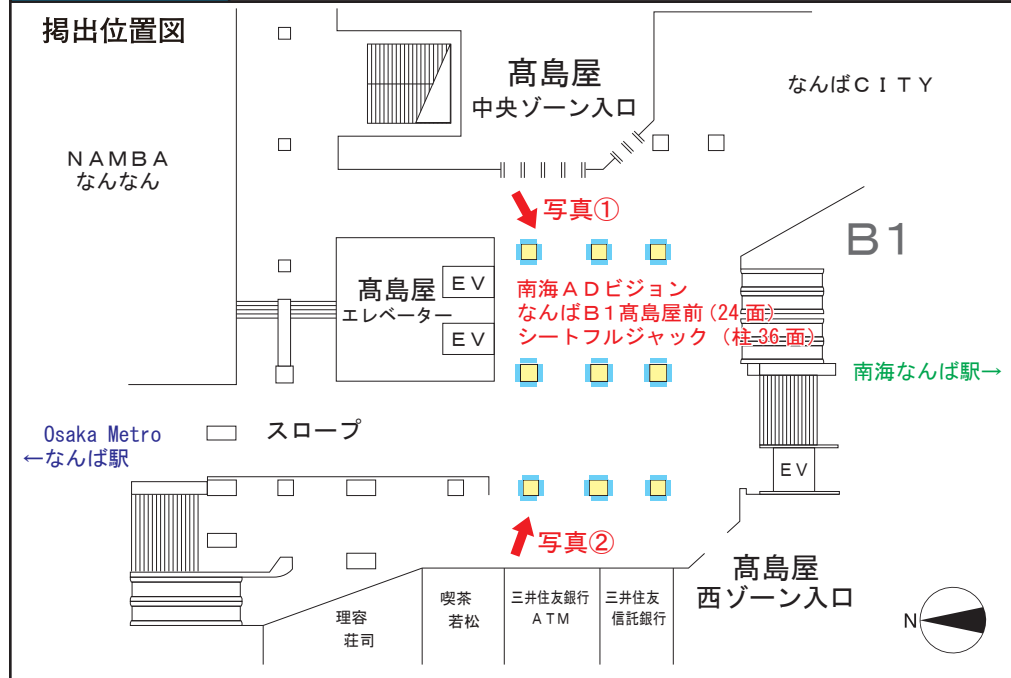 掲出位置図
髙島屋
中央ゾーン入口
なんばCITY
NAMBA
なんなん
写真①
B1
髙島屋
エレベーター
EV
EV
南海ADビジョン
なんばB1髙島屋前(24面)
シートフルジャック(柱36面)
南海なんば駅→
Osaka Metro
←なんば駅
スロープ
EV
写真②
髙島屋
西ゾーン入口
理容
荘司
喫茶
若松
三井住友銀行
ATM
三井住友
信託銀行
N